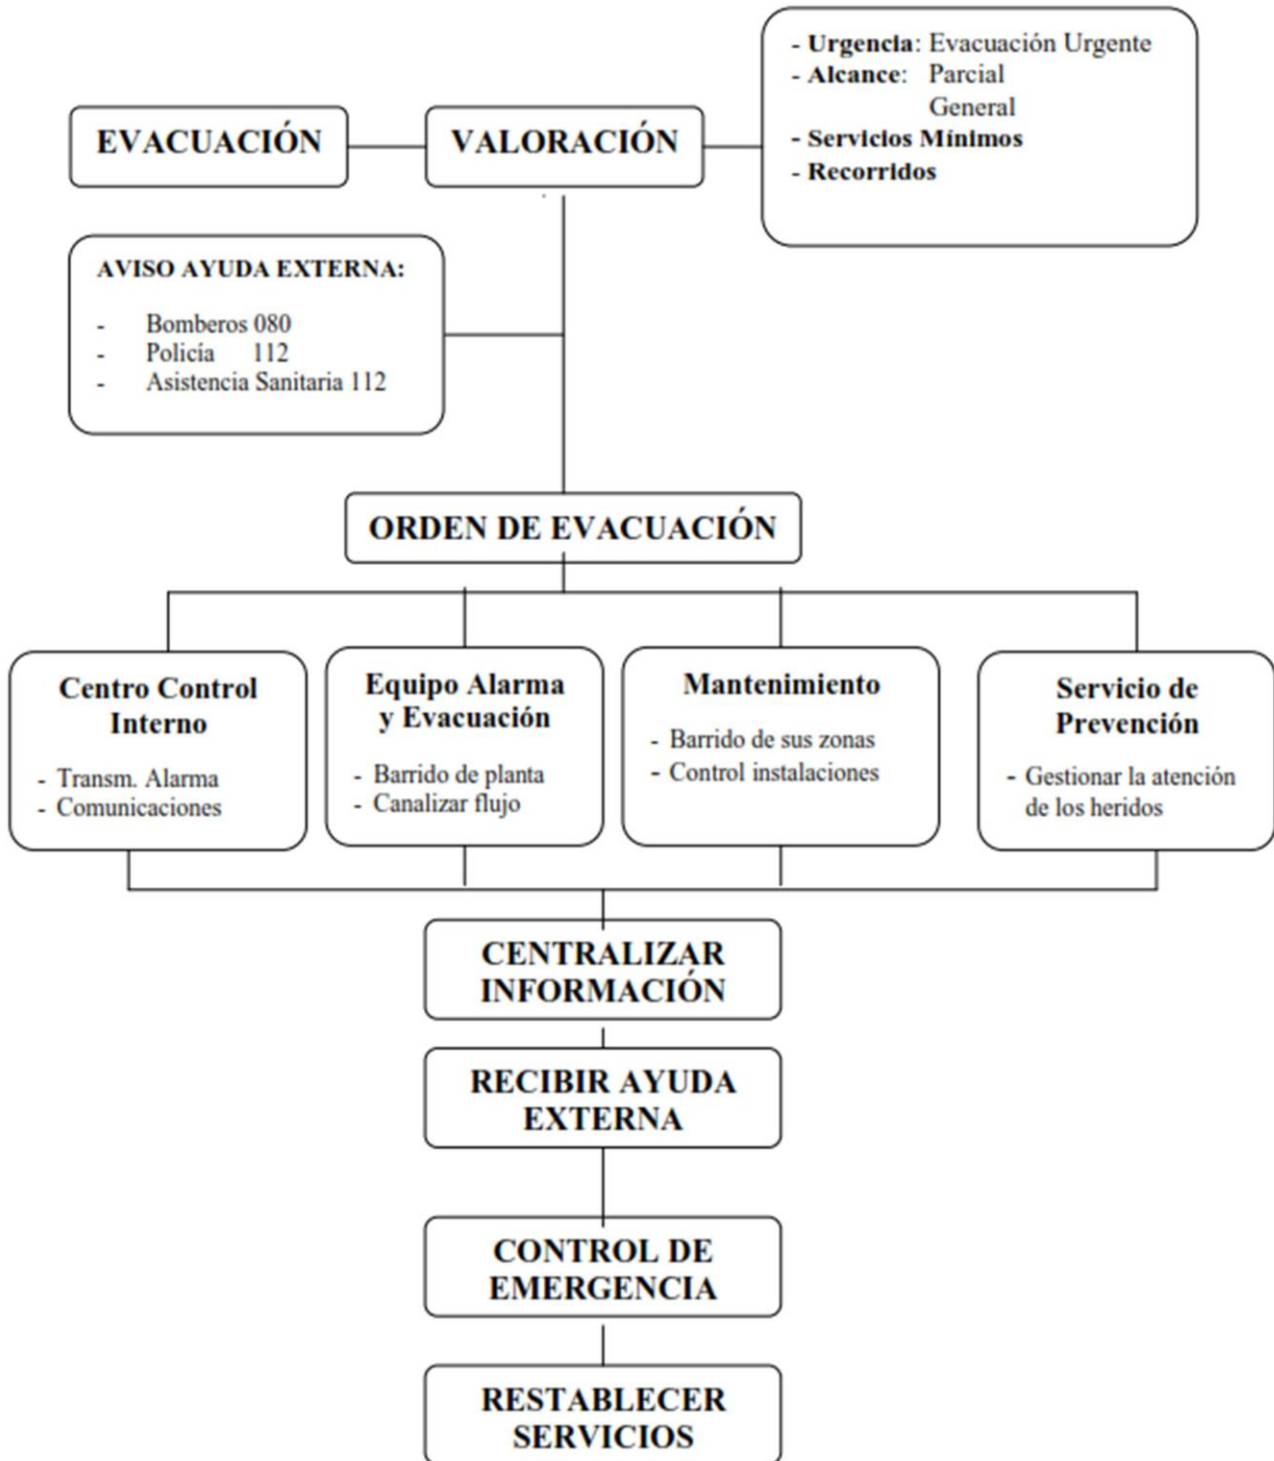 - Urgencia: Evacuación Urgente
- Alcance: Parcial
General
- Servicios Mínimos
- Recorridos
EVACUACIÓN
VALORACIÓN
AVISO AYUDA EXTERNA:
- Bomberos 080
- Policía 112
- Asistencia Sanitaria 112
ORDEN DE EVACUACIÓN
Centro Control
Interno
- Transm. Alarma
- Comunicaciones
Equipo Alarma
y Evacuación
- Barrido de planta
- Canalizar flujo
Mantenimiento
- Barrido de sus zonas
- Control instalaciones
Servicio de
Prevención
- Gestionar la atención
de los heridos
CENTRALIZAR
INFORMACIÓN
RECIBIR AYUDA
EXTERNA
CONTROL DE
EMERGENCIA
RESTABLECER
SERVICIOS